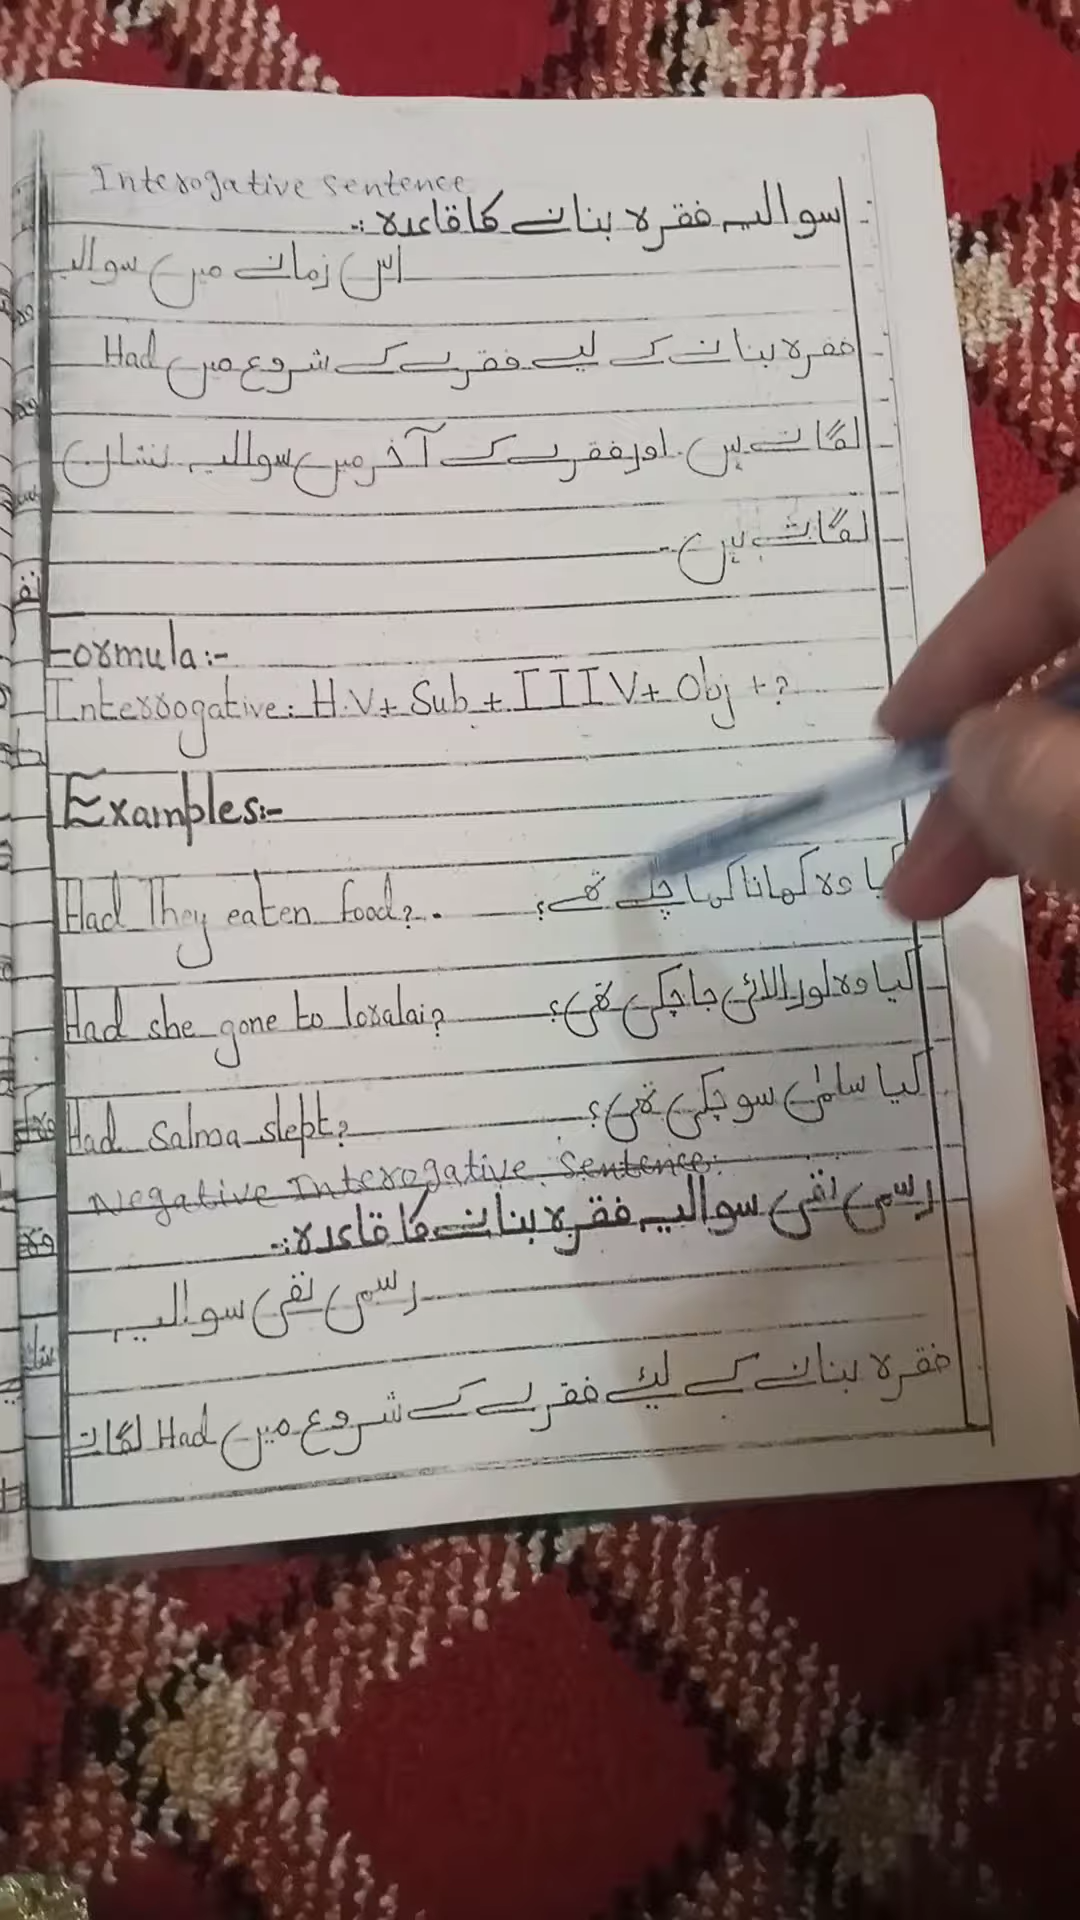 Interogative sentence
سوالیہ فقرہ بنانے کا قاعدہ:۔
اس زمانے میں سوالیہ
فقرہ بنانے کے لیے فقرے کے شروع میں Had
لگاتے ہیں۔ اور فقرے کے آخر میں سوالیہ نشان
لگاتے ہیں۔
Formula:-
Interrogative: H.V+ Sub + III V+ Obj + ?
Examples:-
Had They eaten food?. کیا وہ کھانا کھا چکے تھے؟
Had she gone to loralai? کیا وہ لورالائی جا چکی تھی؟
Had Salma slept? کیا سلمیٰ سو چکی تھی؟
Negative Interogative Sentence:
رسمی نفی سوالیہ فقرہ بنانے کا قاعدہ:۔
رسمی نفی سوالیہ
فقرہ بنانے کے لیئے فقرے کے شروع میں Had لگاتے